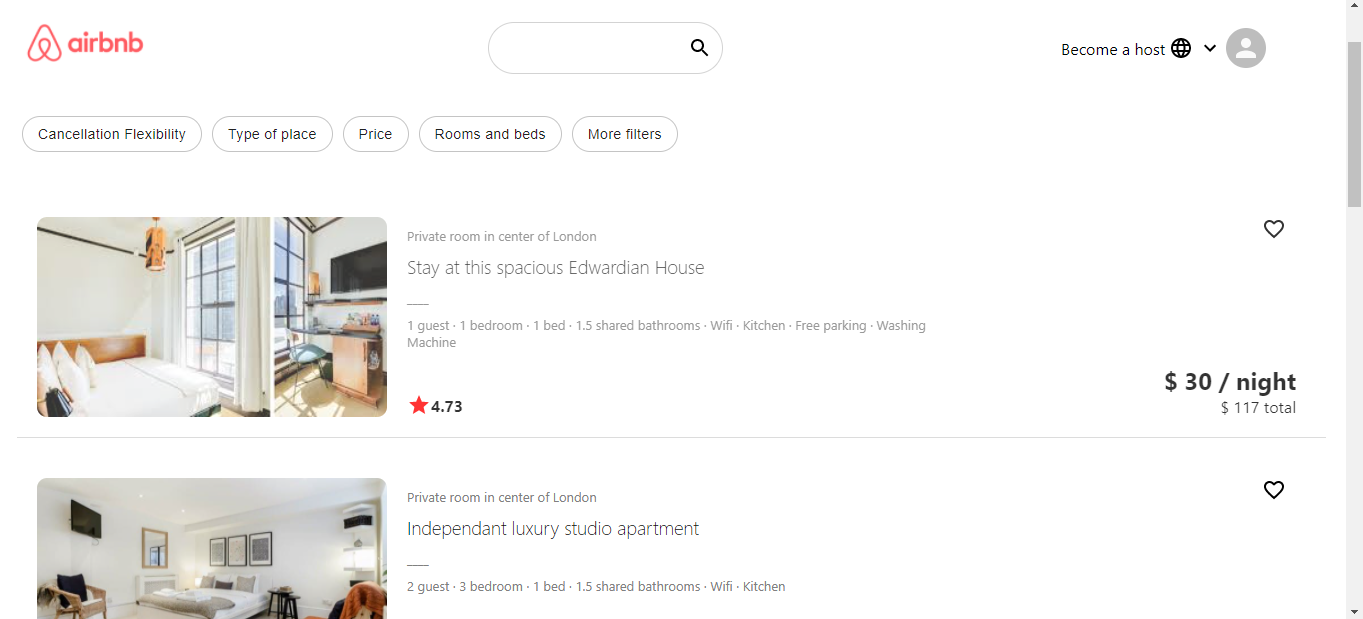 airbnb
Become a host
Cancellation Flexibility
Type of place
Price
Rooms and beds
More filters
Private room in center of London
Stay at this spacious Edwardian House
1 guest · 1 bedroom · 1 bed · 1.5 shared bathrooms · Wifi · Kitchen · Free parking · Washing
Machine
4.73
$ 30 / night
$ 117 total
Private room in center of London
Independant luxury studio apartment
2 guest · 3 bedroom · 1 bed · 1.5 shared bathrooms · Wifi · Kitchen